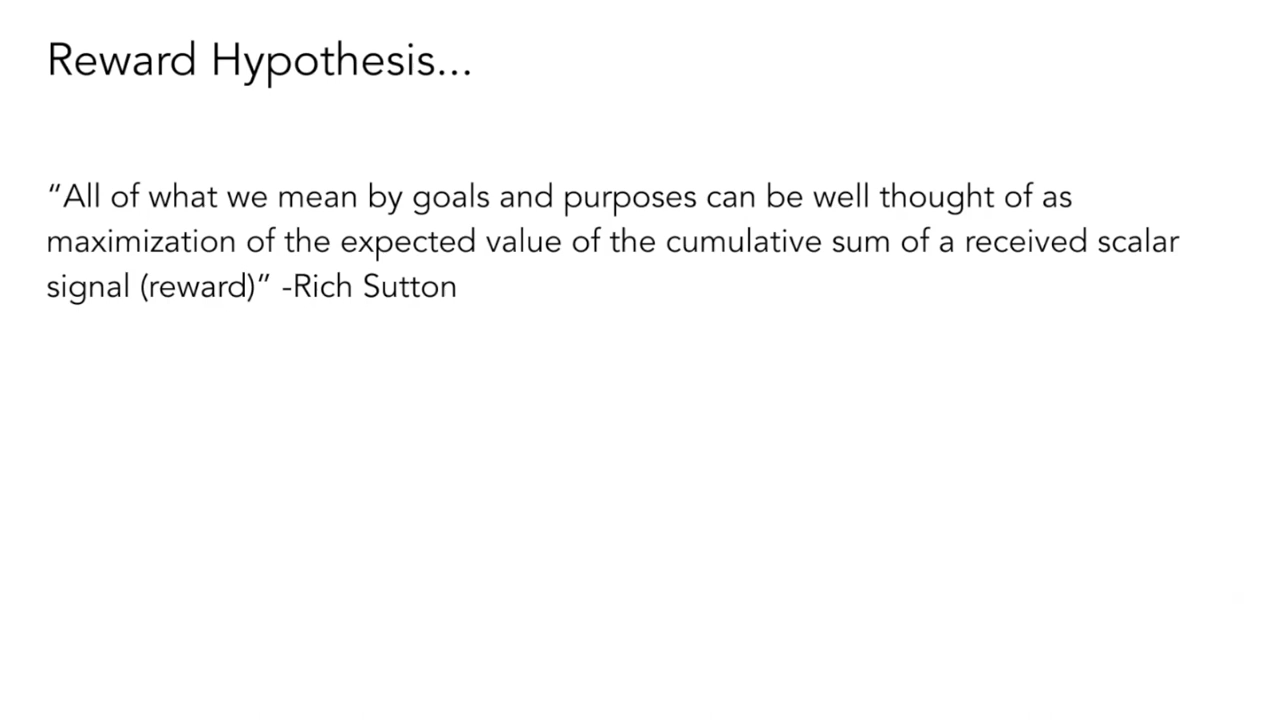 Reward Hypothesis...
“All of what we mean by goals and purposes can be well thought of as
maximization of the expected value of the cumulative sum of a received scalar
signal (reward)” -Rich Sutton